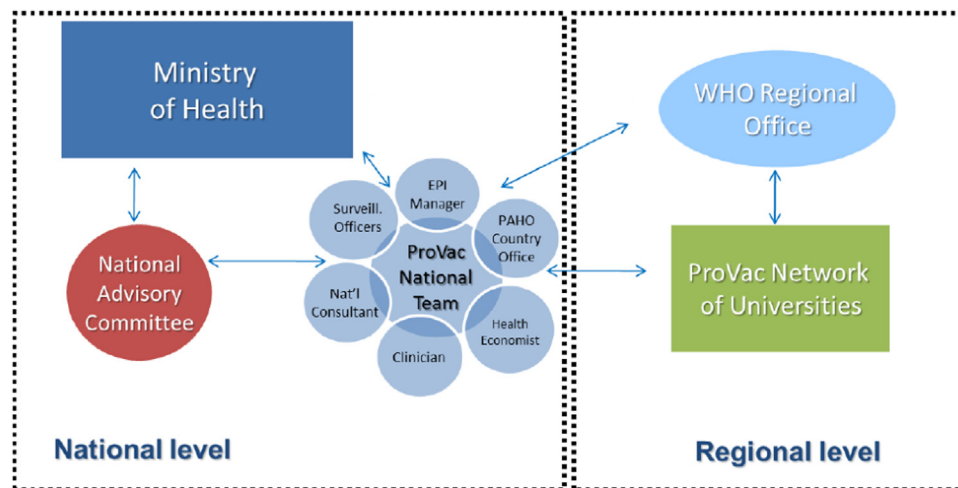 Ministry
of Health
WHO Regional
Office
EPI
Manager
Surveill.
Officers
PAHO
Country
Office
ProVac
National
Team
National
Advisory
Committee
ProVac Network
of Universities
Nat'l
Consultant
Health
Economist
Clinician
National level
Regional level